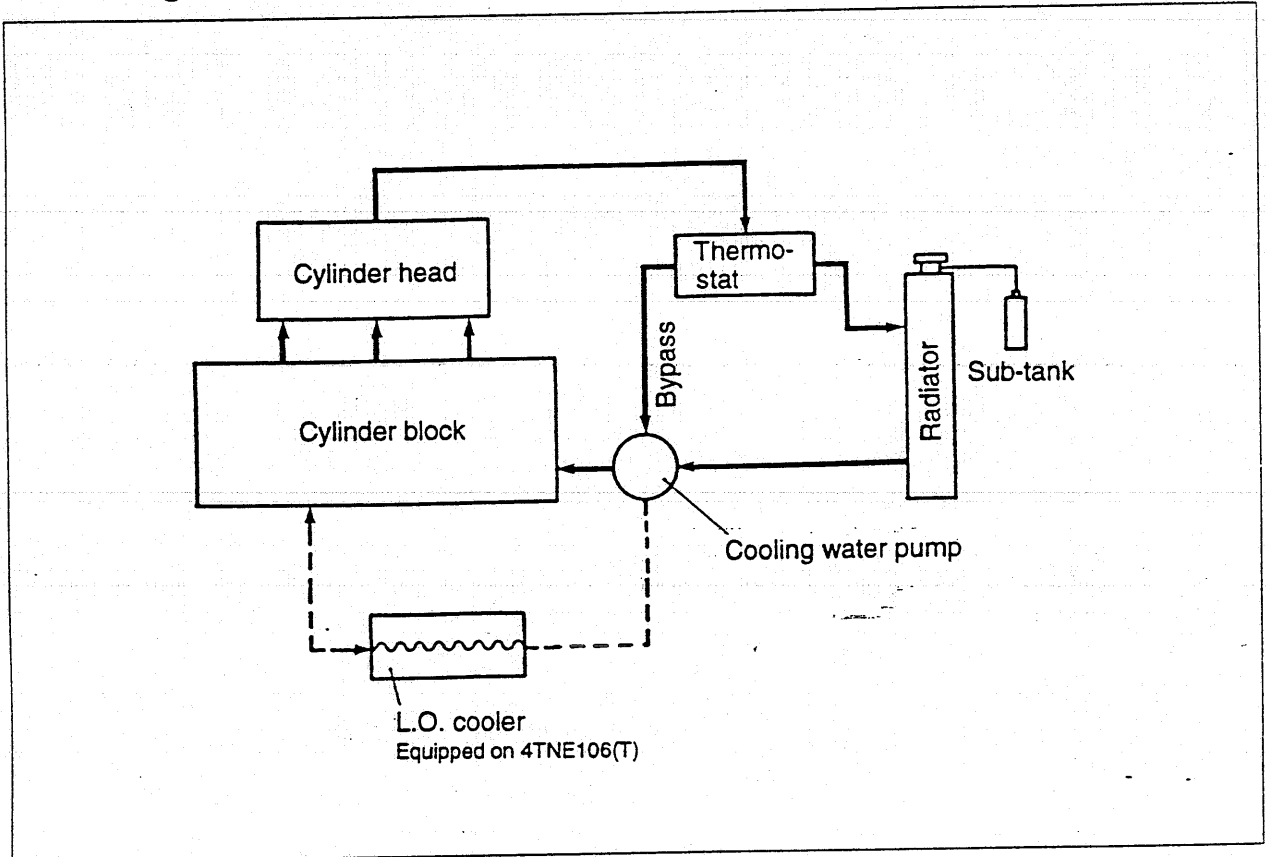 Cylinder head
Thermo-
stat
Bypass
Radiator
Sub-tank
Cylinder block
Cooling water pump
L.O. cooler
Equipped on 4TNE106(T)